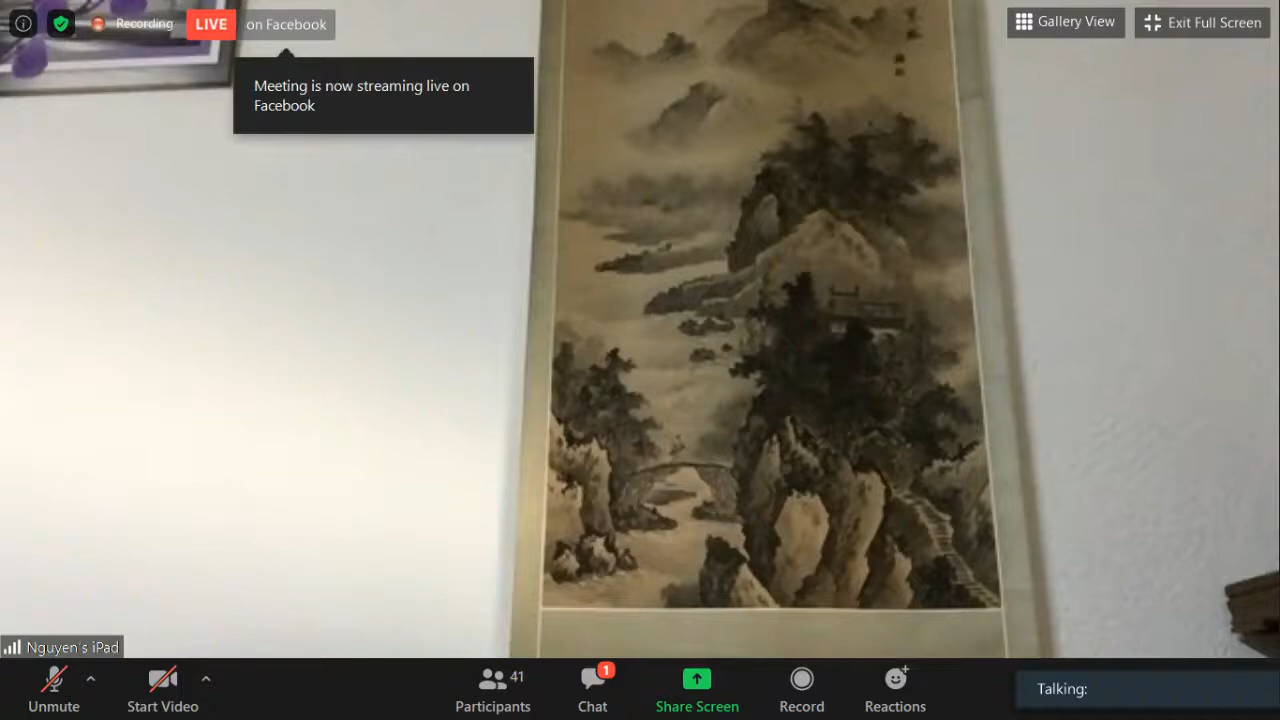 Recording
LIVE
on Facebook
Gallery View
Exit Full Screen
Meeting is now streaming live on
Facebook
Nguyen's iPad
Unmute
Start Video
41
Participants
1
Chat
Share Screen
Record
Reactions
Talking: